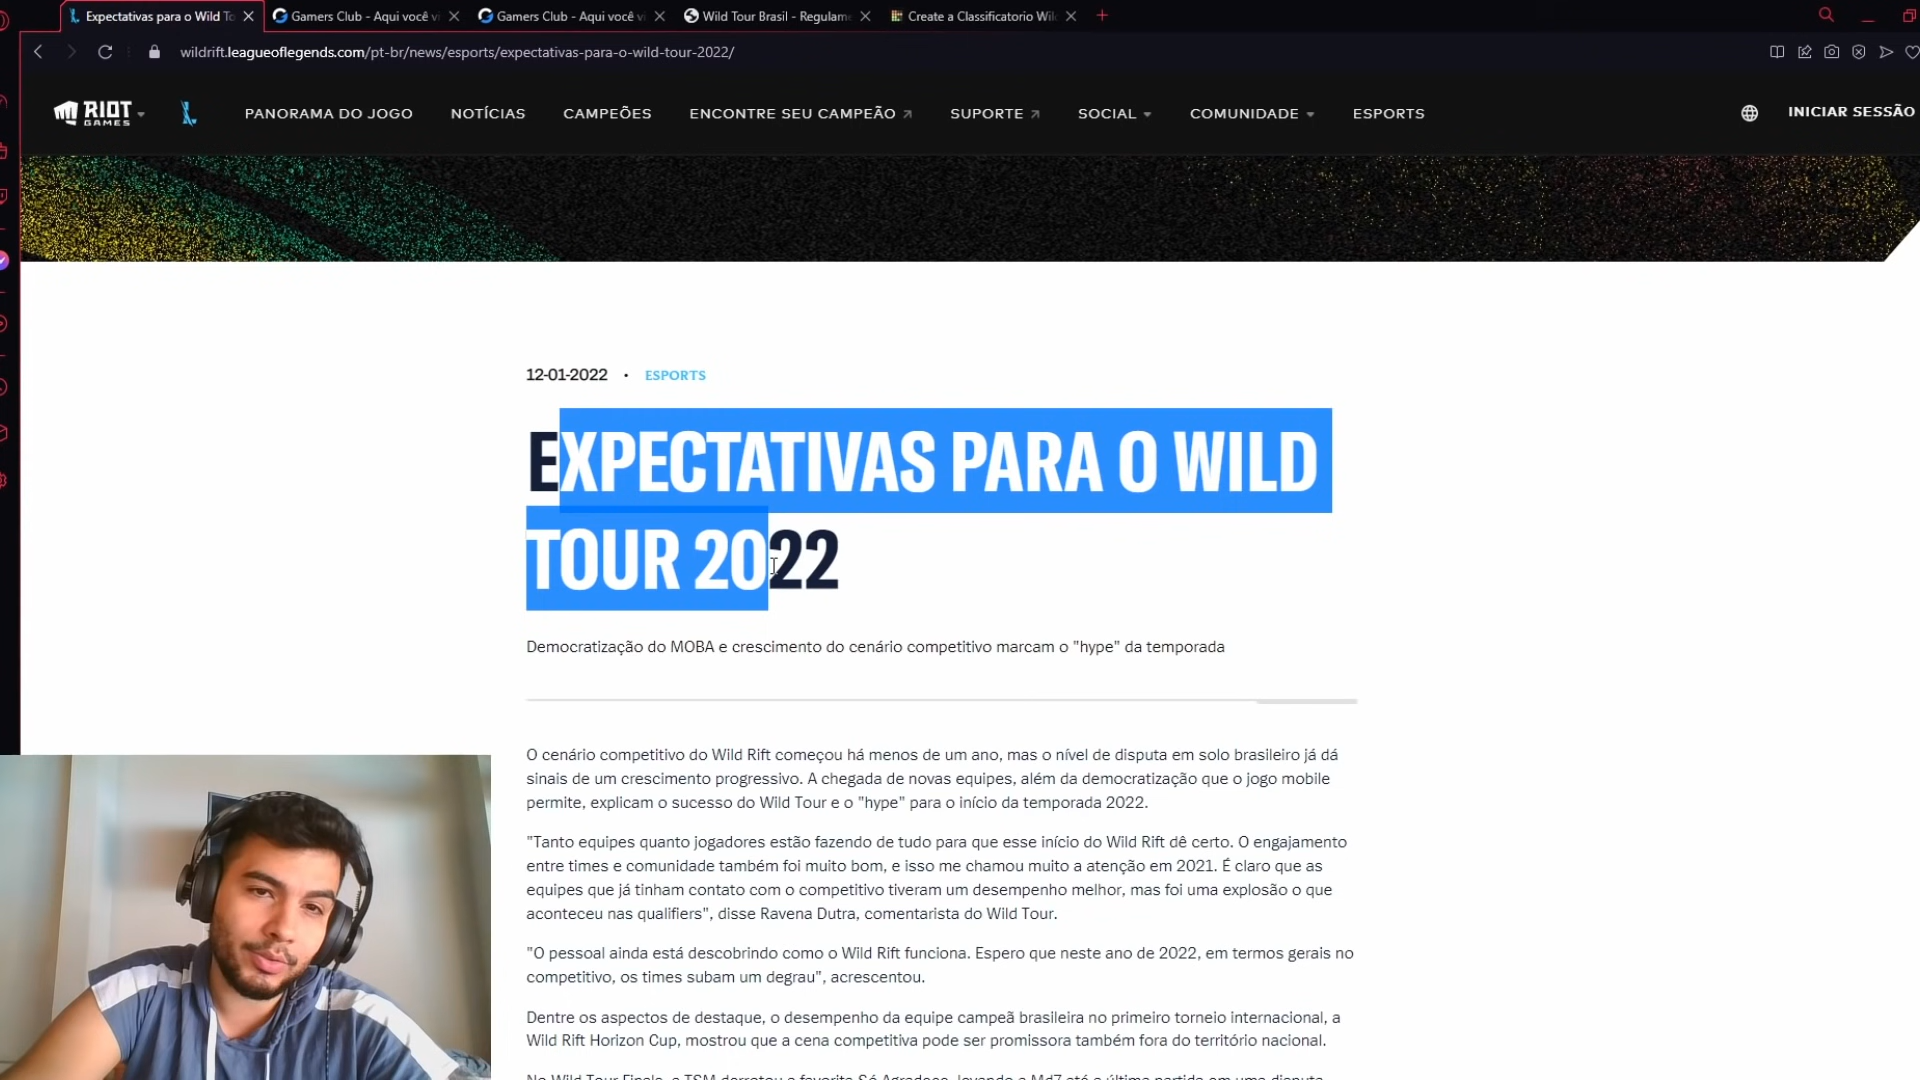 Expectativas para o Wild To
Gamers Club - Aqui você vi
Gamers Club - Aqui você vi
Wild Tour Brasil - Regulam
Create a Classificatorio Wil
wildrift.leagueoflegends.com/pt-br/news/esports/expectativas-para-o-wild-tour-2022/
RIOT GAMES
PANORAMA DO JOGO
NOTÍCIAS
CAMPEÕES
ENCONTRE SEU CAMPEÃO
SUPORTE
SOCIAL
COMUNIDADE
ESPORTS
INICIAR SESSÃO
12-01-2022 • ESPORTS
EXPECTATIVAS PARA O WILD
TOUR 2022
Democratização do MOBA e crescimento do cenário competitivo marcam o "hype" da temporada
O cenário competitivo do Wild Rift começou há menos de um ano, mas o nível de disputa em solo brasileiro já dá
sinais de um crescimento progressivo. A chegada de novas equipes, além da democratização que o jogo mobile
permite, explicam o sucesso do Wild Tour e o "hype" para o início da temporada 2022.
"Tanto equipes quanto jogadores estão fazendo de tudo para que esse início do Wild Rift dê certo. O engajamento
entre times e comunidade também foi muito bom, e isso me chamou muito a atenção em 2021. É claro que as
equipes que já tinham contato com o competitivo tiveram um desempenho melhor, mas foi uma explosão o que
aconteceu nas qualifiers", disse Ravena Dutra, comentarista do Wild Tour.
"O pessoal ainda está descobrindo como o Wild Rift funciona. Espero que neste ano de 2022, em termos gerais no
competitivo, os times subam um degrau", acrescentou.
Dentre os aspectos de destaque, o desempenho da equipe campeã brasileira no primeiro torneio internacional, a
Wild Rift Horizon Cup, mostrou que a cena competitiva pode ser promissora também fora do território nacional.